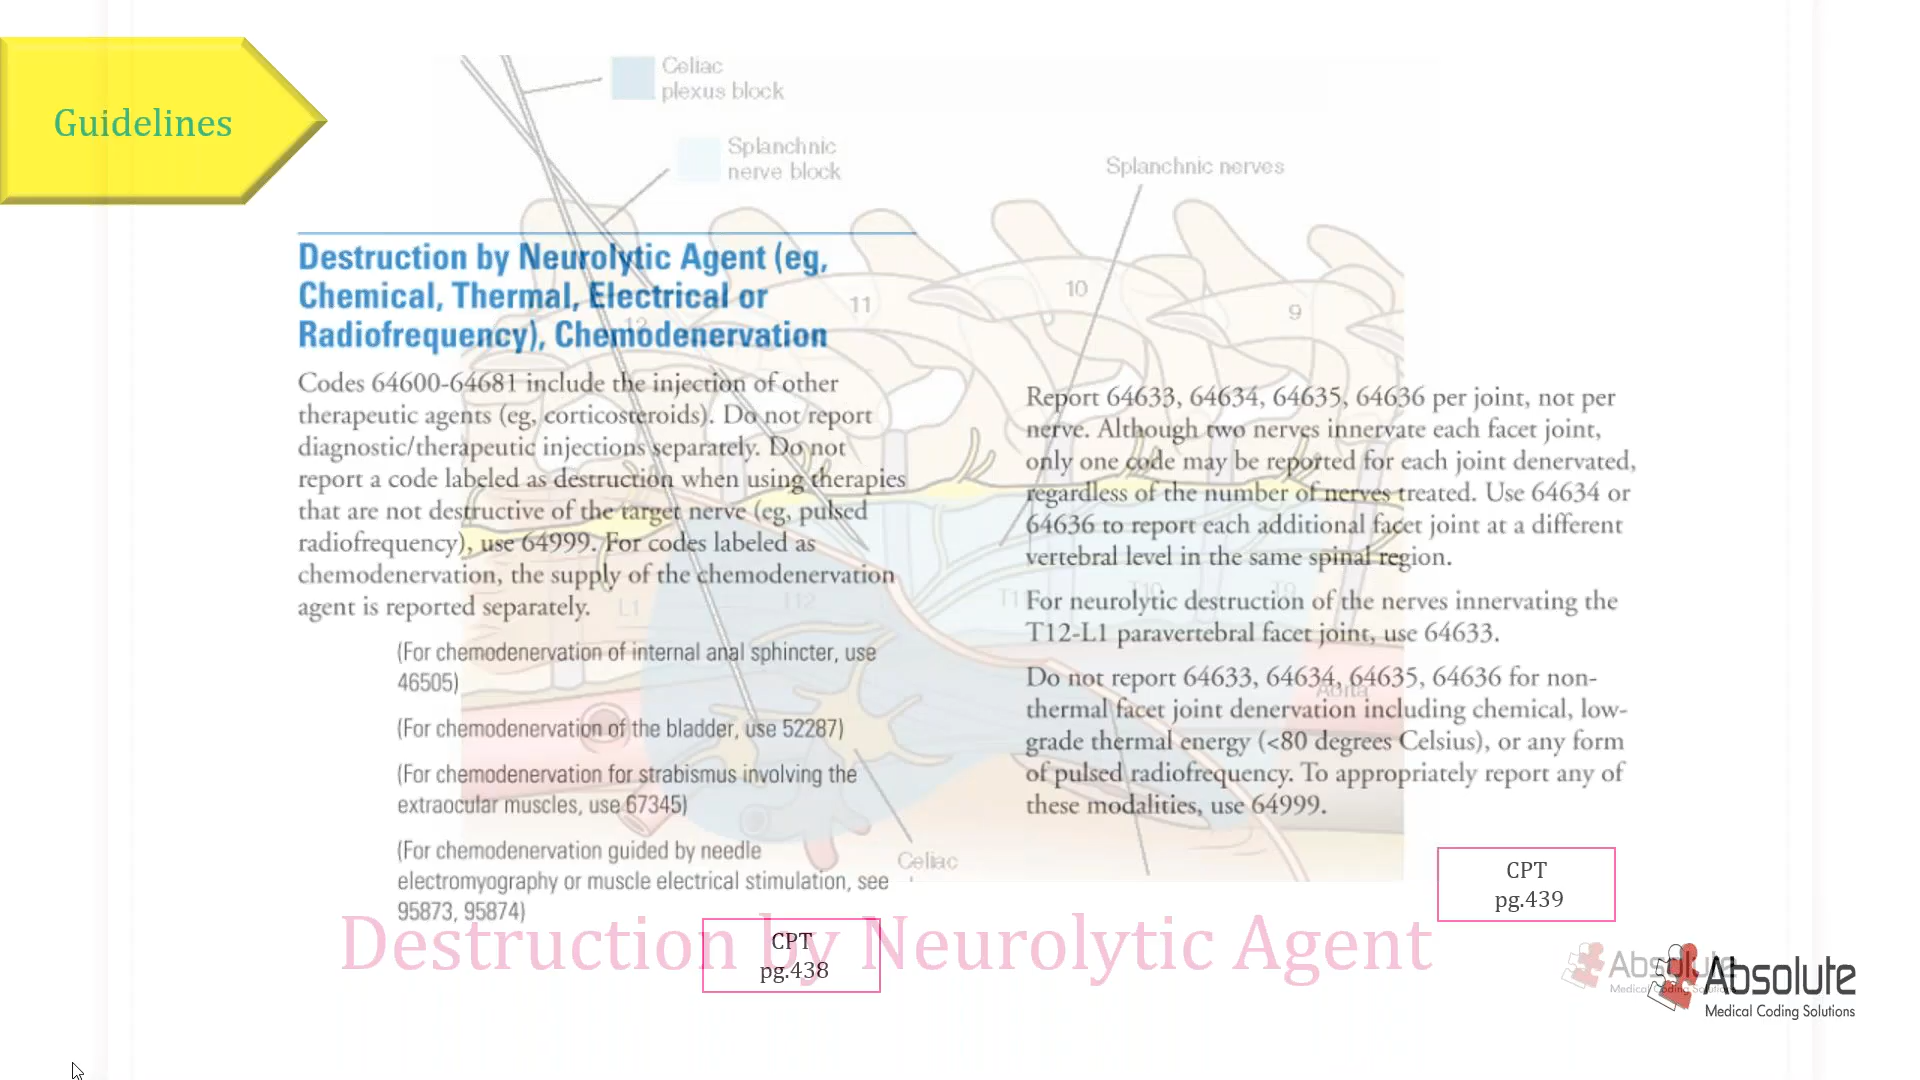 Guidelines
Celiac
plexus block
Splanchnic
nerve block
Splanchnic nerves
12
11
10
9
Destruction by Neurolytic Agent (eg,
Chemical, Thermal, Electrical or
Radiofrequency), Chemodenervation
Codes 64600-64681 include the injection of other
therapeutic agents (eg, corticosteroids). Do not report
diagnostic/therapeutic injections separately. Do not
report a code labeled as destruction when using therapies
that are not destructive of the target nerve (eg, pulsed
radiofrequency), use 64999. For codes labeled as
chemodenervation, the supply of the chemodenervation
agent is reported separately.
(For chemodenervation of internal anal sphincter, use
46505)
(For chemodenervation of the bladder, use 52287)
(For chemodenervation for strabismus involving the
extraocular muscles, use 67345)
(For chemodenervation guided by needle
electromyography or muscle electrical stimulation, see
95873, 95874)
Report 64633, 64634, 64635, 64636 per joint, not per
nerve. Although two nerves innervate each facet joint,
only one code may be reported for each joint denervated,
regardless of the number of nerves treated. Use 64634 or
64636 to report each additional facet joint at a different
vertebral level in the same spinal region.
For neurolytic destruction of the nerves innervating the
T12-L1 paravertebral facet joint, use 64633.
Do not report 64633, 64634, 64635, 64636 for non-
thermal facet joint denervation including chemical, low-
grade thermal energy (<80 degrees Celsius), or any form
of pulsed radiofrequency. To appropriately report any of
these modalities, use 64999.
L1
T12
T10
T9
Aorta
Celiac
CPT
pg.439
Destruction by Neurolytic Agent
CPT
pg.438
Absolute
Medical Coding Solutions